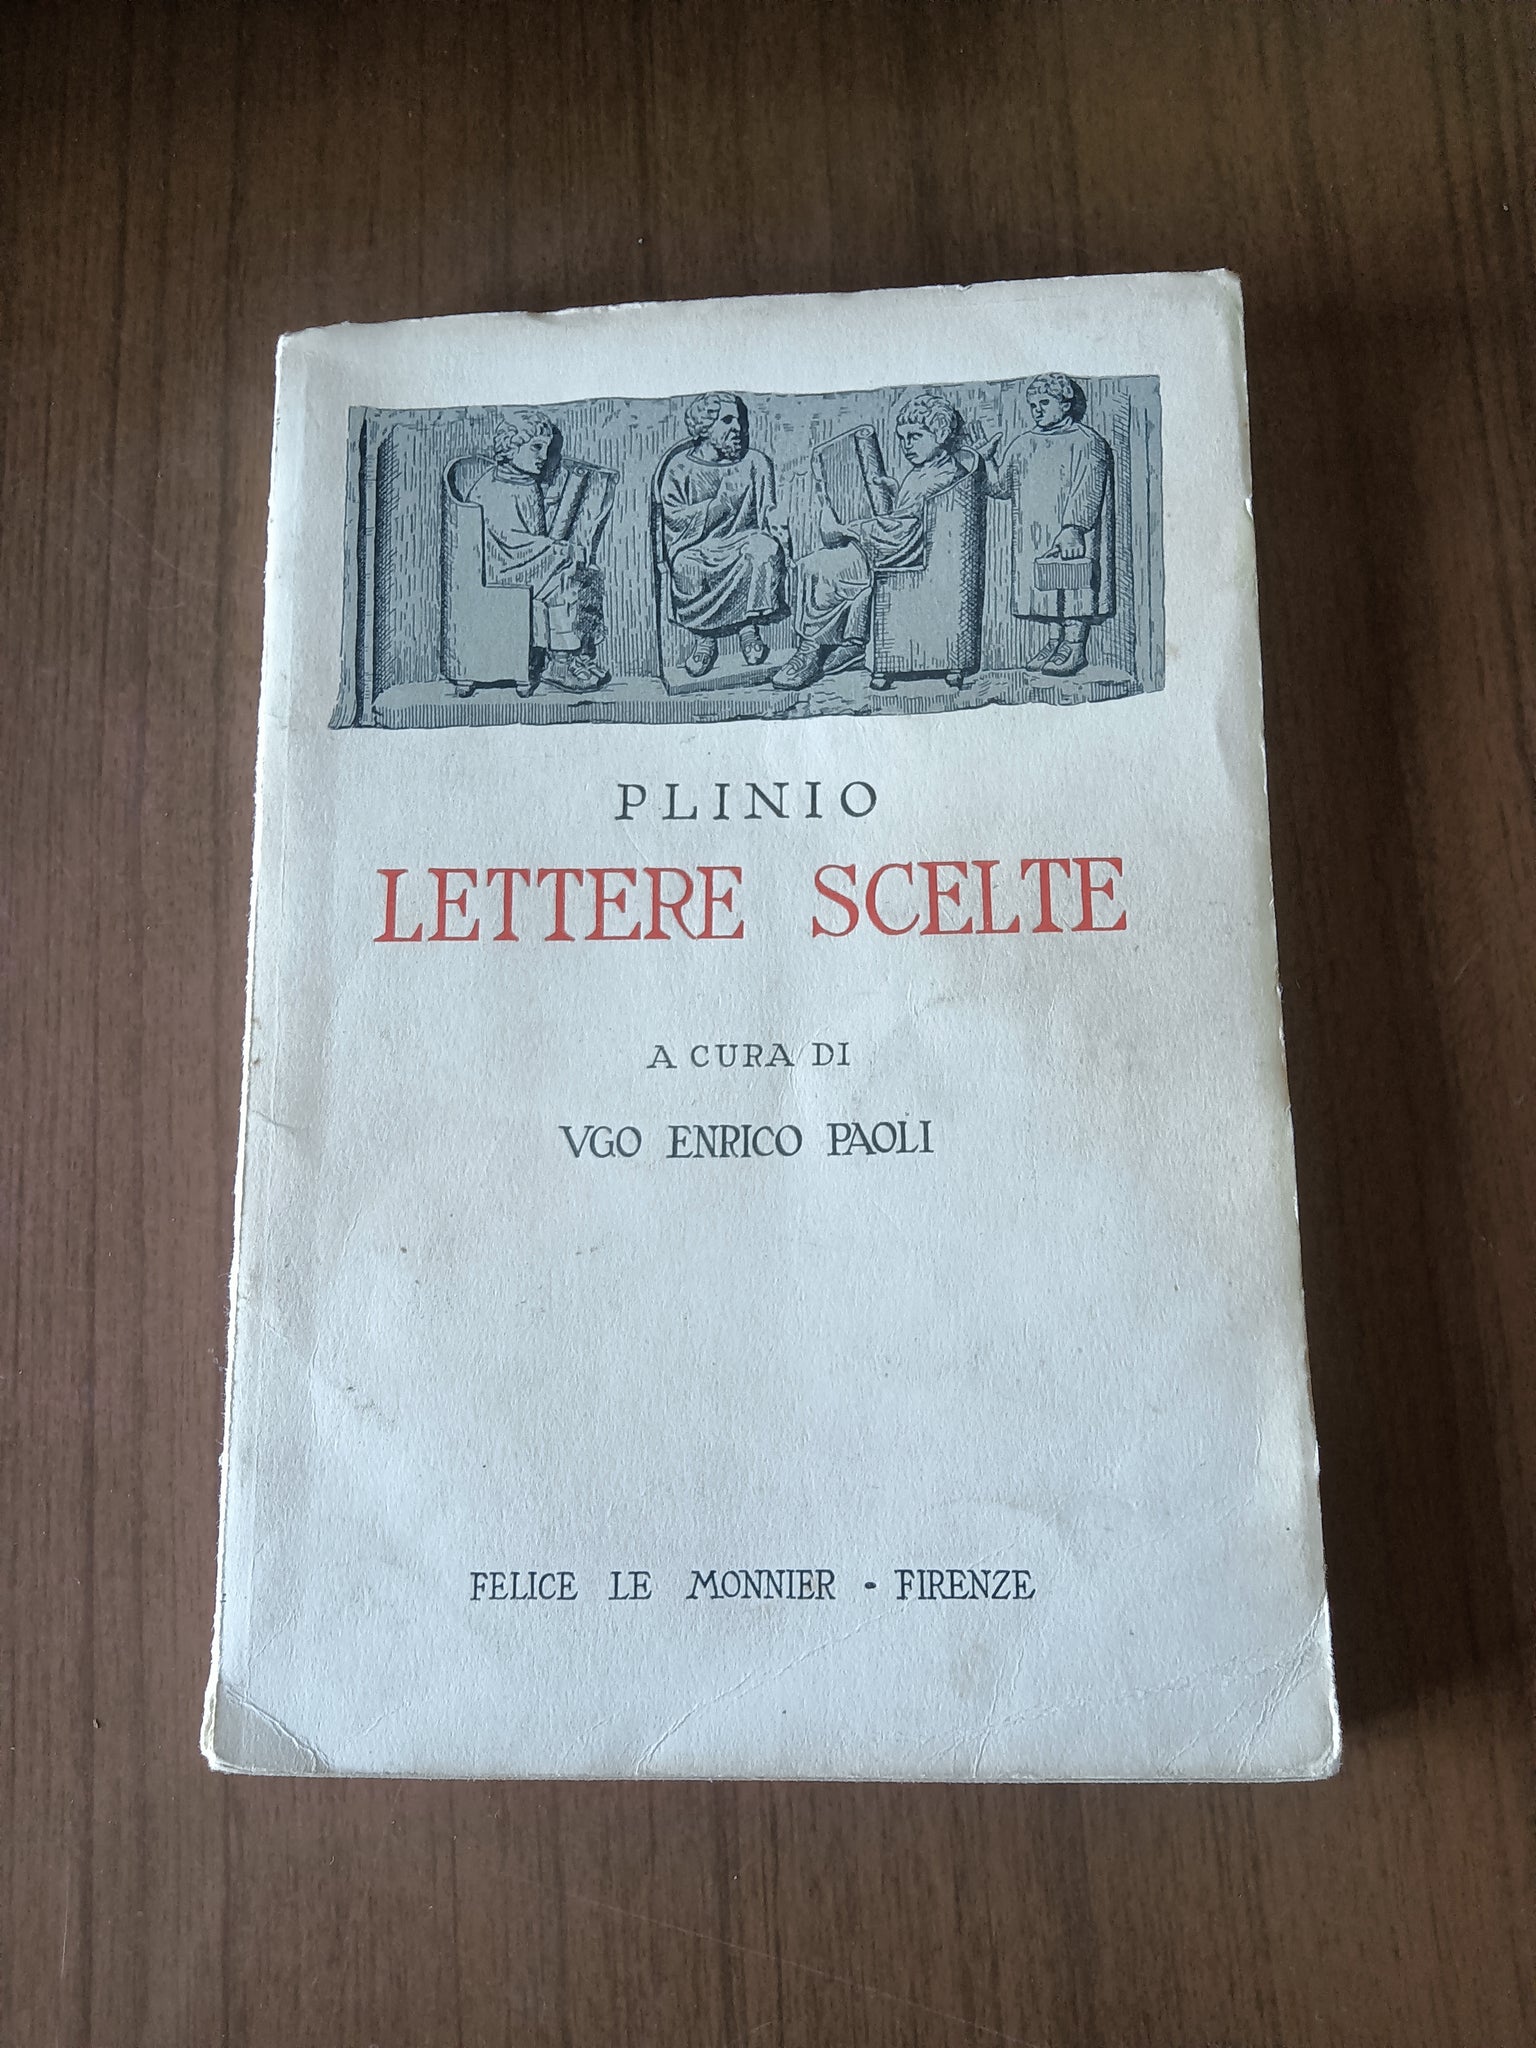 PLINIO
LETTERE SCELTE
A CURA DI
VGO ENRICO PAOLI
FELICE LE MONNIER • FIRENZE